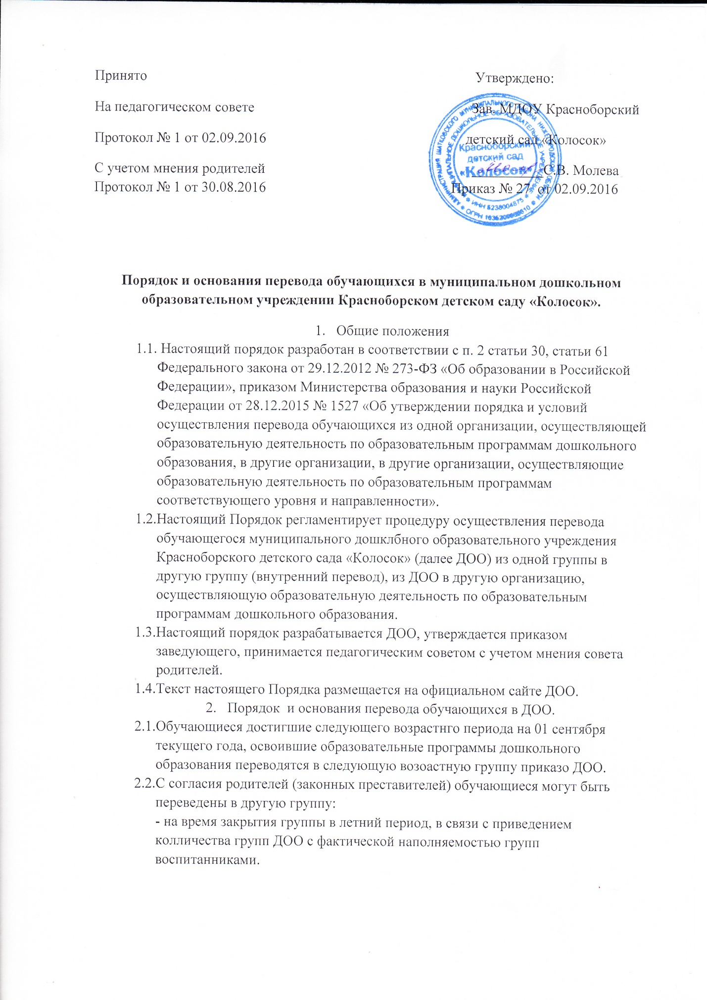 Принято
На педагогическом совете
Протокол № 1 от 02.09.2016
С учетом мнения родителей
Протокол № 1 от 30.08.2016
Утверждено:
Зав. МДОУ Красноборский
детский сад «Колосок»
С.В. Молева
Приказ № 27 от 02.09.2016
АДМИНИСТРАЦИЯ ШАТКОВСКОГО МУНИЦИПАЛЬНОГО РАЙОНА НИЖЕГОРОДСКОЙ ОБЛАСТИ
МУНИЦИПАЛЬНОЕ ДОШКОЛЬНОЕ ОБРАЗОВАТЕЛЬНОЕ УЧРЕЖДЕНИЕ
ИНН 5238004875
ОГРН
Красноборский
детский сад
«Колосок»
Порядок и основания перевода обучающихся в муниципальном дошкольном
образовательном учреждении Красноборском детском саду «Колосок».
1. Общие положения
1.1. Настоящий порядок разработан в соответствии с п. 2 статьи 30, статьи 61
Федерального закона от 29.12.2012 № 273-ФЗ «Об образовании в Российской
Федерации», приказом Министерства образования и науки Российской
Федерации от 28.12.2015 № 1527 «Об утверждении порядка и условий
осуществления перевода обучающихся из одной организации, осуществляющей
образовательную деятельность по образовательным программам дошкольного
образования, в другие организации, в другие организации, осуществляющие
образовательную деятельность по образовательным программам
соответствующего уровня и направленности».
1.2.Настоящий Порядок регламентирует процедуру осуществления перевода
обучающегося муниципального дошклбного образовательного учреждения
Красноборского детского сада «Колосок» (далее ДОО) из одной группы в
другую группу (внутренний перевод), из ДОО в другую организацию,
осуществляющую образовательную деятельность по образовательным
программам дошкольного образования.
1.3.Настоящий порядок разрабатывается ДОО, утверждается приказом
заведующего, принимается педагогическим советом с учетом мнения совета
родителей.
1.4.Текст настоящего Порядка размещается на официальном сайте ДОО.
2. Порядок и основания перевода обучающихся в ДОО.
2.1.Обучающиеся достигшие следующего возрастнго периода на 01 сентября
текущего года, освоившие образовательные программы дошкольного
образования переводятся в следующую возоастную группу приказо ДОО.
2.2.С согласия родителей (законных преставителей) обучающиеся могут быть
переведены в другую группу:
- на время закрытия группы в летний период, в связи с приведением
колличества групп ДОО с фактической наполняемостью групп
воспитанниками.